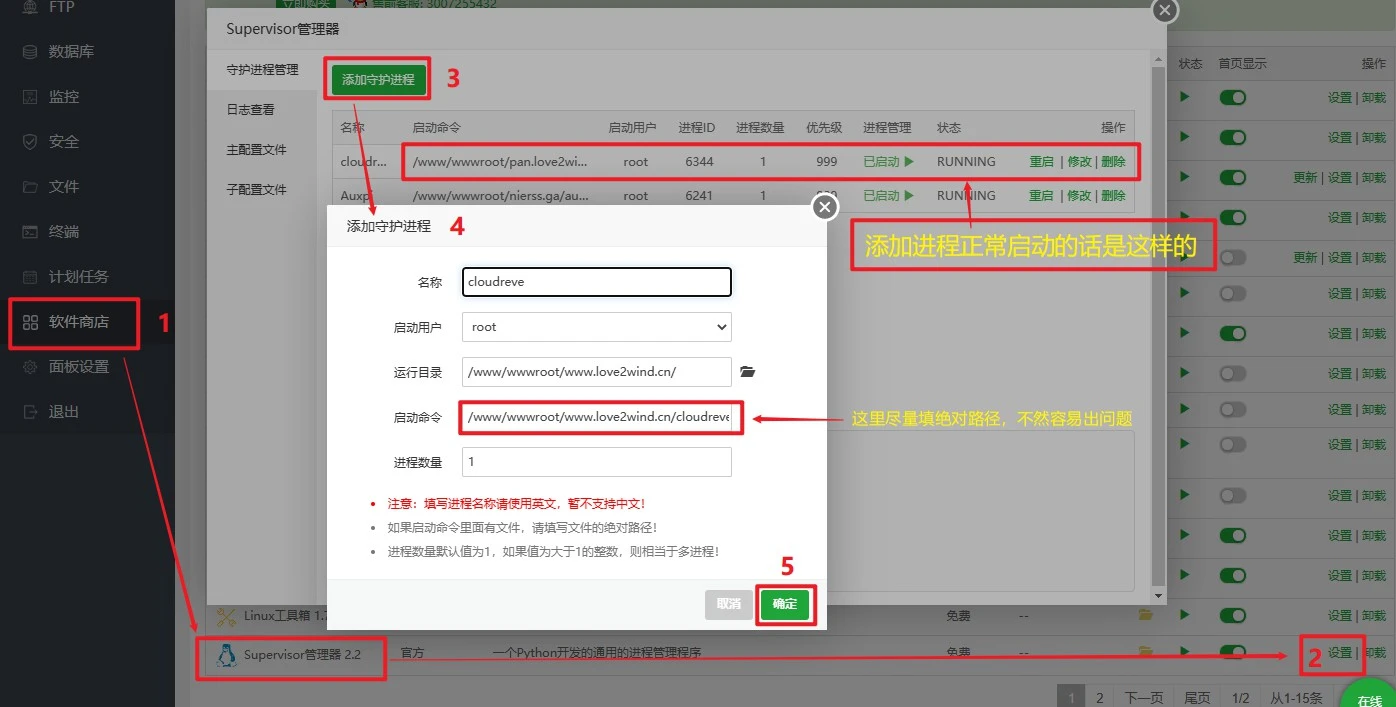 FTP
数据库
监控
安全
文件
终端
计划任务
软件商店
1
面板设置
退出
立即购买
售前客服: 3007255432
Supervisor管理器
守护进程管理
日志查看
主配置文件
子配置文件
添加守护进程
3
名称 启动命令 启动用户 进程ID 进程数量 优先级 进程管理 状态 操作
cloudr... /www/wwwroot/pan.love2wi... root 6344 1 999 已启动 RUNNING 重启 | 修改 | 删除
Auxpi /www/wwwroot/nierss.ga/au... root 6241 1 已启动 RUNNING 重启 | 修改 | 删除
添加进程正常启动的话是这样的
添加守护进程
4
名称 cloudreve
启动用户 root
运行目录 /www/wwwroot/www.love2wind.cn/
启动命令 /www/wwwroot/www.love2wind.cn/cloudreve
这里尽量填绝对路径，不然容易出问题
进程数量 1
• 注意：填写进程名称请使用英文，暂不支持中文！
• 如果启动命令里面有文件，请填写文件的绝对路径！
• 进程数量默认值为1，如果值为大于1的整数，则相当于多进程！
5
取消 确定
状态 首页显示 操作
设置 | 卸载
设置 | 卸载
更新 | 设置 | 卸载
设置 | 卸载
更新 | 设置 | 卸载
设置 | 卸载
设置 | 卸载
设置 | 卸载
设置 | 卸载
设置 | 卸载
设置 | 卸载
设置 | 卸载
设置 | 卸载
Linux工具箱 1. 免费 -- 设置 | 卸载
Supervisor管理器 2.2 官方 一个Python开发的通用的进程管理程序 免费 -- 2 设置 | 卸载
1 2 下一页 尾页 1/2 从1-15条
在线